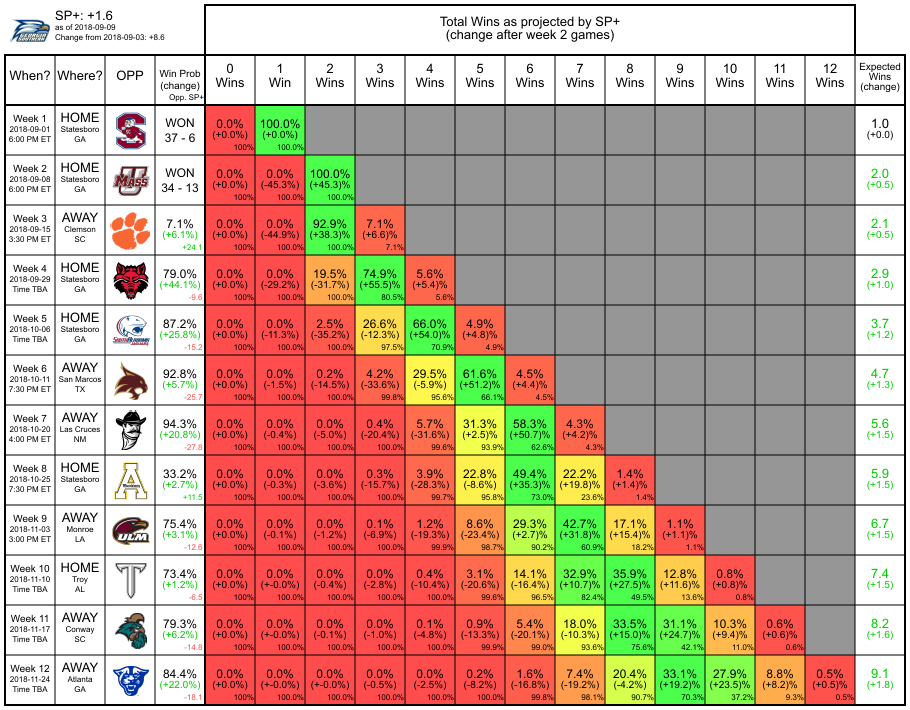 SP+: +1.6
as of 2018-09-09
Change from 2018-09-03: +8.6
GEORGIA SOUTHERN
Total Wins as projected by SP+
(change after week 2 games)
When? Where? OPP Win Prob (change) Opp. SP+ 0 Wins 1 Win 2 Wins 3 Wins 4 Wins 5 Wins 6 Wins 7 Wins 8 Wins 9 Wins 10 Wins 11 Wins 12 Wins Expected Wins (change)
Week 1 HOME WON 0.0% 100.0% 1.0
2018-09-01 Statesboro 37 - 6 (+0.0%) (+0.0%) (+0.0)
6:00 PM ET GA 100% 100.0%
Week 2 HOME MASS WON 0.0% 0.0% 100.0% 2.0
2018-09-08 Statesboro 34 - 13 (+0.0%) (-45.3%) (+45.3)% (+0.5)
6:00 PM ET GA 100% 100.0% 100.0%
Week 3 AWAY 7.1% 0.0% 0.0% 92.9% 7.1% 2.1
2018-09-15 Clemson (+6.1%) (+0.0%) (-44.9%) (+38.3)% (+6.6)% (+0.5)
3:30 PM ET SC +24.1 100% 100.0% 100.0% 7.1%
Week 4 HOME 79.0% 0.0% 0.0% 19.5% 74.9% 5.6% 2.9
2018-09-29 Statesboro (+44.1%) (+0.0%) (-29.2%) (-31.7%) (+55.5)% (+5.4)% (+1.0)
Time TBA GA -9.6 100% 100.0% 100.0% 80.5% 5.6%
Week 5 HOME 87.2% 0.0% 0.0% 2.5% 26.6% 66.0% 4.9% 3.7
2018-10-06 Statesboro (+25.8%) (+0.0%) (-11.3%) (-35.2%) (-12.3%) (+54.0)% (+4.8)% (+1.2)
Time TBA GA SOUTH ALABAMA -15.2 100% 100.0% 100.0% 97.5% 70.9% 4.9%
Week 6 AWAY 92.8% 0.0% 0.0% 0.2% 4.2% 29.5% 61.6% 4.5% 4.7
2018-10-11 San Marcos (+5.7%) (+0.0%) (-1.5%) (-14.5%) (-33.6%) (-5.9%) (+51.2)% (+4.4)% (+1.3)
7:30 PM ET TX -25.7 100% 100.0% 100.0% 99.8% 95.6% 66.1% 4.5%
Week 7 AWAY 94.3% 0.0% 0.0% 0.0% 0.4% 5.7% 31.3% 58.3% 4.3% 5.6
2018-10-20 Las Cruces (+20.8%) (+0.0%) (-0.4%) (-5.0%) (-20.4%) (-31.6%) (+2.5)% (+50.7)% (+4.2)% (+1.5)
4:00 PM ET NM -27.8 100% 100.0% 100.0% 100.0% 99.6% 93.9% 62.6% 4.3%
Week 8 HOME 33.2% 0.0% 0.0% 0.0% 0.3% 3.9% 22.8% 49.4% 22.2% 1.4% 5.9
2018-10-25 Statesboro (+2.7%) (+0.0%) (-0.3%) (-3.6%) (-15.7%) (-28.3%) (-8.6%) (+35.3)% (+19.8)% (+1.4)% (+1.5)
7:30 PM ET GA +11.5 100% 100.0% 100.0% 100.0% 99.7% 95.8% 73.0% 23.6% 1.4%
Week 9 AWAY ULM 75.4% 0.0% 0.0% 0.0% 0.1% 1.2% 8.6% 29.3% 42.7% 17.1% 1.1% 6.7
2018-11-03 Monroe (+3.1%) (+0.0%) (-0.1%) (-1.2%) (-6.9%) (-19.3%) (-23.4%) (+2.7)% (+31.8)% (+15.4)% (+1.1)% (+1.5)
3:00 PM ET LA -12.6 100% 100.0% 100.0% 100.0% 99.9% 98.7% 90.2% 60.9% 18.2% 1.1%
Week 10 HOME 73.4% 0.0% 0.0% 0.0% 0.0% 0.4% 3.1% 14.1% 32.9% 35.9% 12.8% 0.8% 7.4
2018-11-10 Troy (+1.2%) (+0.0%) (+-0.0%) (-0.4%) (-2.8%) (-10.4%) (-20.6%) (-16.4%) (+10.7)% (+27.5)% (+11.6)% (+0.8)% (+1.5)
Time TBA AL -6.5 100% 100.0% 100.0% 100.0% 100.0% 99.6% 96.5% 82.4% 49.5% 13.6% 0.8%
Week 11 AWAY 79.3% 0.0% 0.0% 0.0% 0.0% 0.1% 0.9% 5.4% 18.0% 33.5% 31.1% 10.3% 0.6% 8.2
2018-11-17 Conway (+6.2%) (+0.0%) (+-0.0%) (-0.1%) (-1.0%) (-4.8%) (-13.3%) (-20.1%) (-10.3%) (+15.0)% (+24.7)% (+9.4)% (+0.6)% (+1.6)
Time TBA SC -14.8 100% 100.0% 100.0% 100.0% 100.0% 99.9% 99.0% 93.6% 75.6% 42.1% 11.0% 0.6%
Week 12 AWAY 84.4% 0.0% 0.0% 0.0% 0.0% 0.0% 0.2% 1.6% 7.4% 20.4% 33.1% 27.9% 8.8% 0.5% 9.1
2018-11-24 Atlanta (+22.0%) (+0.0%) (+-0.0%) (+-0.0%) (-0.5%) (-2.5%) (-8.2%) (-16.8%) (-19.2%) (-4.2%) (+19.2)% (+23.5)% (+8.2)% (+0.5)% (+1.8)
Time TBA GA -18.1 100% 100.0% 100.0% 100.0% 100.0% 100.0% 99.8% 98.1% 90.7% 70.3% 37.2% 9.3% 0.5%